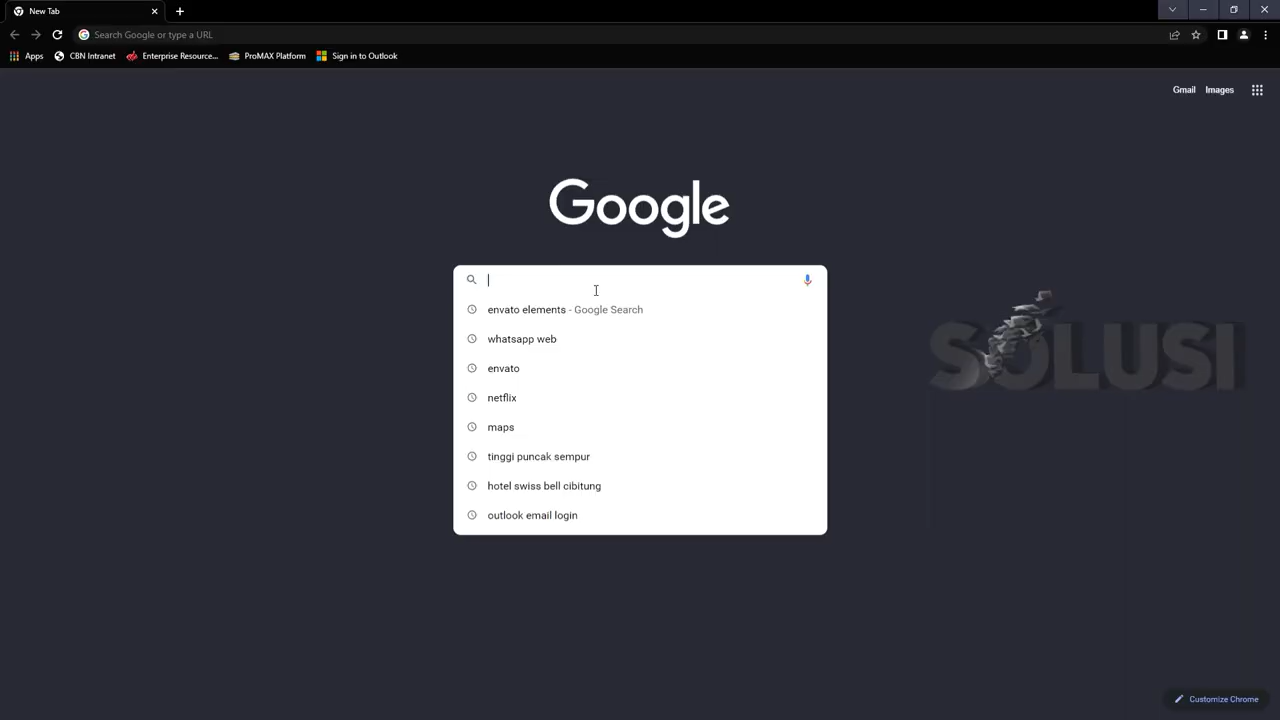 New Tab
Search Google or type a URL
Apps CBN Intranet Enterprise Resource... ProMAX Platform Sign in to Outlook
Gmail Images
Google
envato elements - Google Search
whatsapp web
envato
netflix
maps
tinggi puncak sempur
hotel swiss bell cibitung
outlook email login
SOLUSI
Customize Chrome